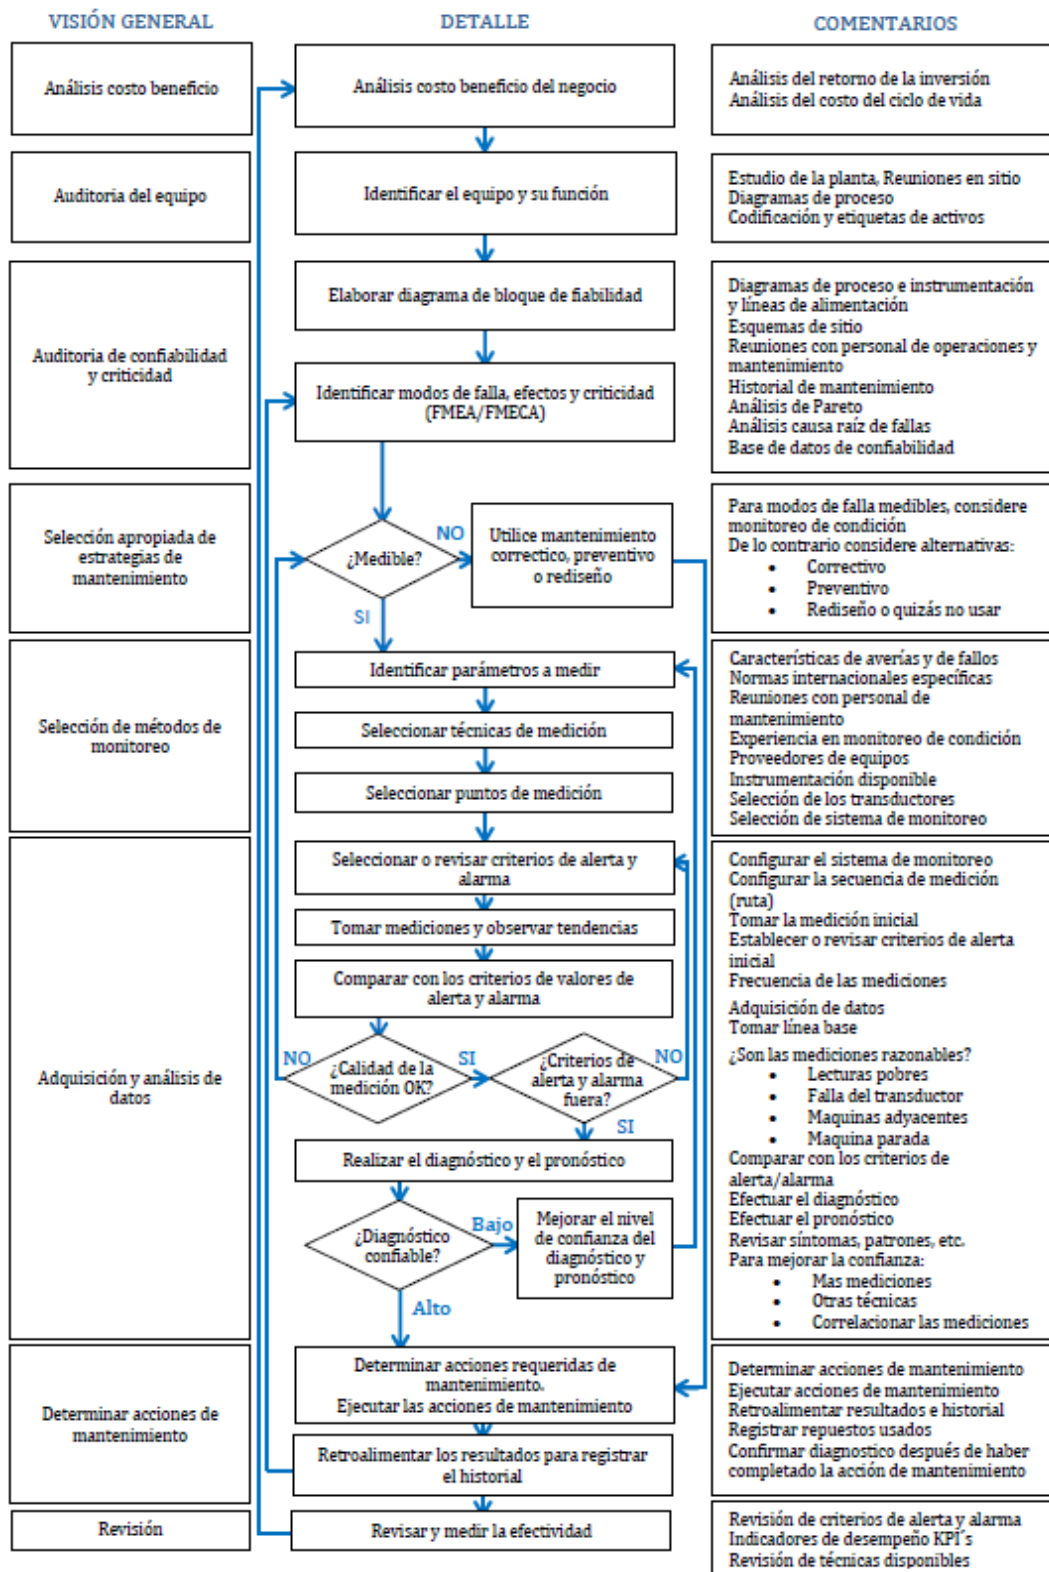 VISIÓN GENERAL
DETALLE
COMENTARIOS
Análisis costo beneficio
Análisis costo beneficio del negocio
Análisis del retorno de la inversión
Análisis del costo del ciclo de vida
Auditoria del equipo
Identificar el equipo y su función
Estudio de la planta, Reuniones en sitio
Diagramas de proceso
Codificación y etiquetas de activos
Auditoria de confiabilidad
y criticidad
Elaborar diagrama de bloque de fiabilidad
Identificar modos de falla, efectos y criticidad
(FMEA/FMECA)
Diagramas de proceso e instrumentación
y líneas de alimentación
Esquemas de sitio
Reuniones con personal de operaciones y
mantenimiento
Historial de mantenimiento
Análisis de Pareto
Análisis causa raíz de fallas
Base de datos de confiabilidad
Selección apropiada de
estrategias de
mantenimiento
¿Medible?
NO
SI
Utilice mantenimiento
correctico, preventivo
o rediseño
Para modos de falla medibles, considere
monitoreo de condición
De lo contrario considere alternativas:
• Correctivo
• Preventivo
• Rediseño o quizás no usar
Selección de métodos de
monitoreo
Identificar parámetros a medir
Seleccionar técnicas de medición
Seleccionar puntos de medición
Características de averías y de fallos
Normas internacionales específicas
Reuniones con personal de
mantenimiento
Experiencia en monitoreo de condición
Proveedores de equipos
Instrumentación disponible
Selección de los transductores
Selección de sistema de monitoreo
Adquisición y análisis de
datos
Seleccionar o revisar criterios de alerta y
alarma
Tomar mediciones y observar tendencias
Comparar con los criterios de valores de
alerta y alarma
NO
¿Calidad de la
medición OK?
SI
¿Criterios de
alerta y alarma
fuera?
NO
SI
Realizar el diagnóstico y el pronóstico
¿Diagnóstico
confiable?
Bajo
Mejorar el nivel
de confianza del
diagnóstico y
pronóstico
Alto
Configurar el sistema de monitoreo
Configurar la secuencia de medición
(ruta)
Tomar la medición inicial
Establecer o revisar criterios de alerta
inicial
Frecuencia de las mediciones
Adquisición de datos
Tomar línea base
¿Son las mediciones razonables?
• Lecturas pobres
• Falla del transductor
• Maquinas adyacentes
• Maquina parada
Comparar con los criterios de
alerta/alarma
Efectuar el diagnóstico
Efectuar el pronóstico
Revisar síntomas, patrones, etc.
Para mejorar la confianza:
• Mas mediciones
• Otras técnicas
• Correlacionar las mediciones
Determinar acciones de
mantenimiento
Determinar acciones requeridas de
mantenimiento.
Ejecutar las acciones de mantenimiento
Retroalimentar los resultados para registrar
el historial
Determinar acciones de mantenimiento
Ejecutar acciones de mantenimiento
Retroalimentar resultados e historial
Registrar repuestos usados
Confirmar diagnostico después de haber
completado la acción de mantenimiento
Revisión
Revisar y medir la efectividad
Revisión de criterios de alerta y alarma
Indicadores de desempeño KPI´s
Revisión de técnicas disponibles